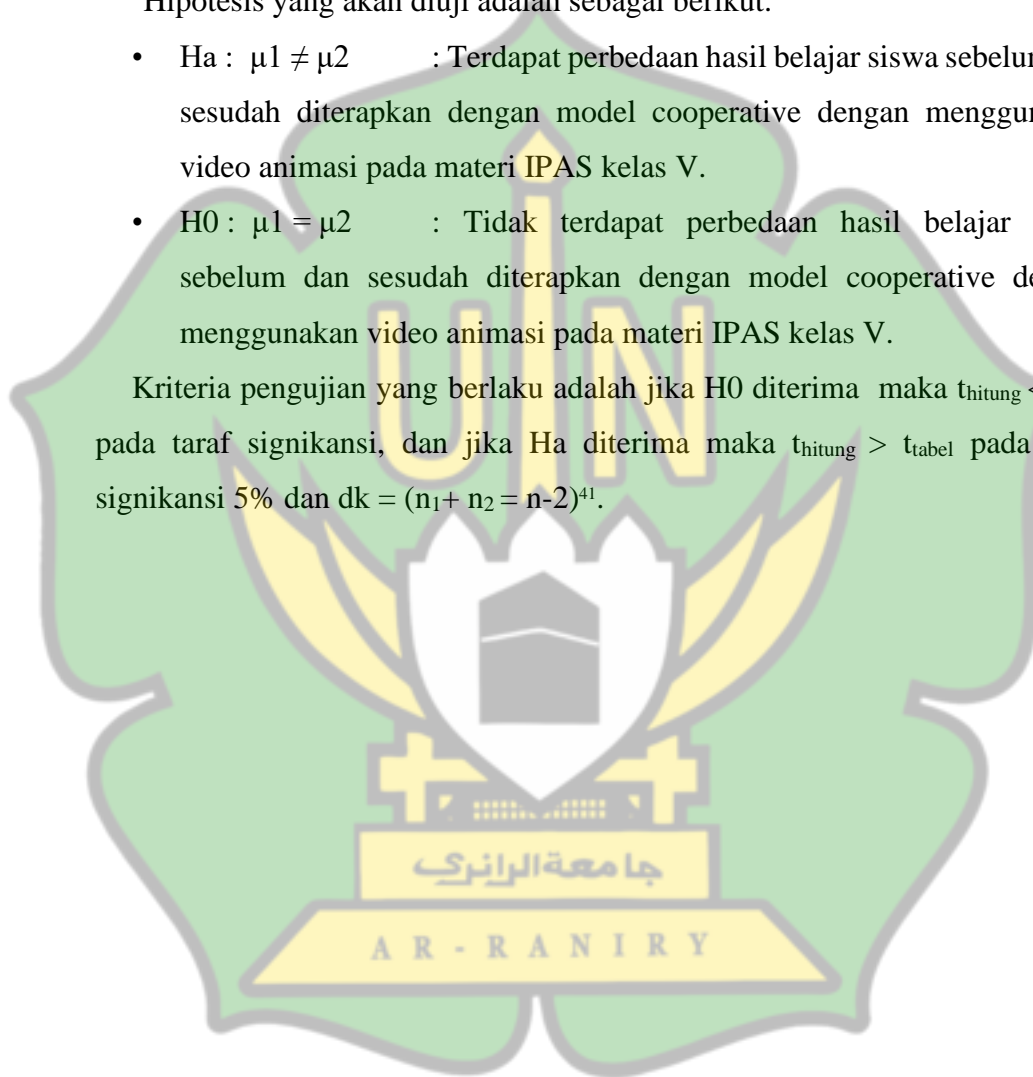 Hipotesis yang akan diuji adalah sebagai berikut:
• Ha : μ1 ≠ μ2 : Terdapat perbedaan hasil belajar siswa
sesudah diterapkan dengan model cooperative dengan
video animasi pada materi IPAS kelas V.
• H0 : μ1 = μ2 : Tidak terdapat perbedaan hasil belajar
sebelum dan sesudah diterapkan dengan model cooperative
menggunakan video animasi pada materi IPAS kelas V.
Kriteria pengujian yang berlaku adalah jika H0 diterima maka thitung <
pada taraf signikansi, dan jika Ha diterima maka thitung > ttabel pada
signikansi 5% dan dk = (n1+ n2 = n-2)41.
UIN
جامعة الرانري
AR-RANIRY